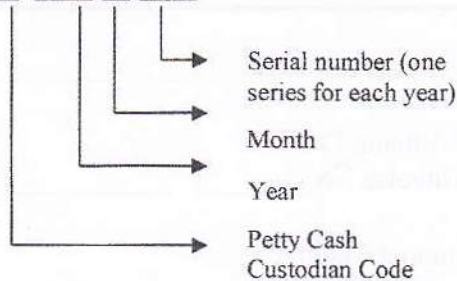 Serial number (one
series for each year)
Month
Year
Petty Cash
Custodian Code